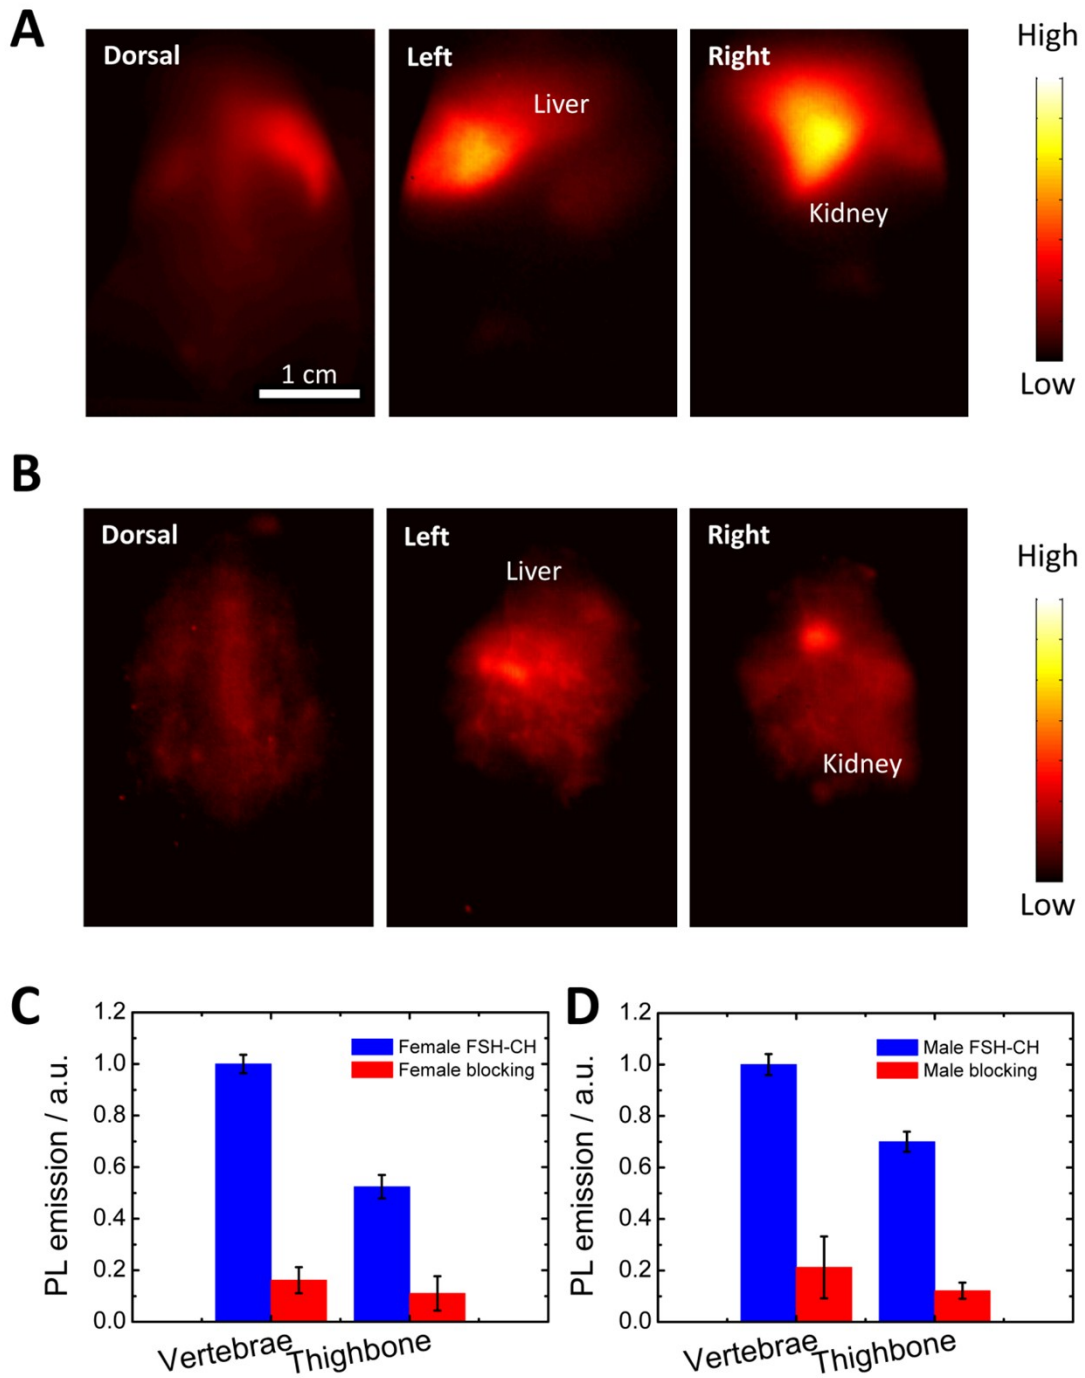 A
Dorsal
Left
Right
High
Liver
Kidney
1 cm
Low
B
Dorsal
Left
Right
High
Liver
Kidney
Low
C
D
1.2
1.0
0.8
0.6
0.4
0.2
0.0
PL emission / a.u.
Female FSH-CH
Female blocking
Vertebrae
Thighbone
1.2
1.0
0.8
0.6
0.4
0.2
0.0
PL emission / a.u.
Male FSH-CH
Male blocking
Vertebrae
Thighbone